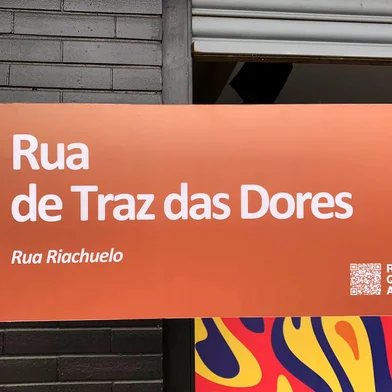 Rua
de Traz das Dores
Rua Riachuelo